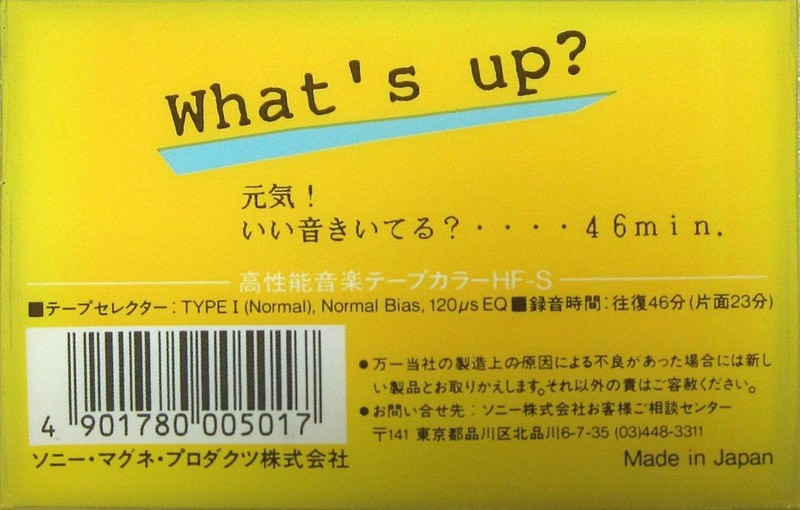 What's up?
元気!
いい音きいてる?････46min.
高性能音楽テープカラーHF-S
■テープセレクター:TYPE I (Normal), Normal Bias, 120μs EQ ■録音時間:往復46分(片面23分)
●万一当社の製造上の原因による不良があった場合には新し
い製品とお取りかえします。それ以外の責はご容赦ください。
●お問い合せ先:ソニー株式会社お客様ご相談センター
〒141 東京都品川区北品川6-7-35 (03)448-3311
4 901780 005017
ソニー・マグネ・プロダクツ株式会社
Made in Japan